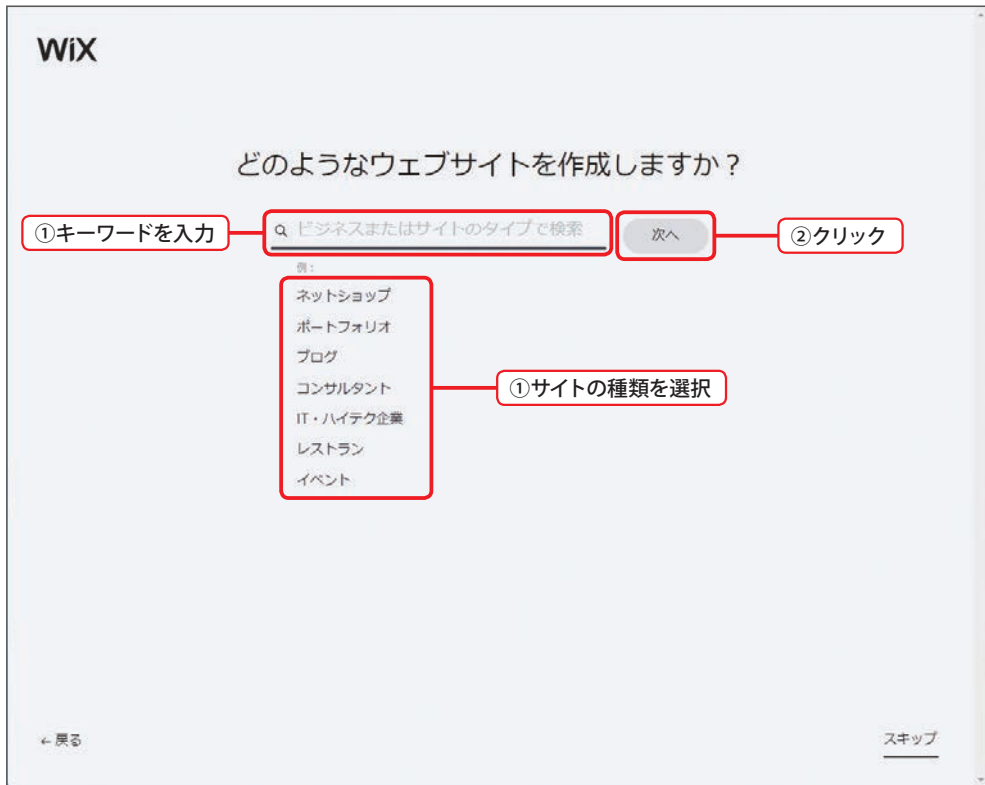 WiX
どのようなウェブサイトを作成しますか？
①キーワードを入力
ビジネスまたはサイトのタイプで検索
次へ
②クリック
例：
ネットショップ
ポートフォリオ
ブログ
コンサルタント
①サイトの種類を選択
IT・ハイテク企業
レストラン
イベント
←戻る
スキップ